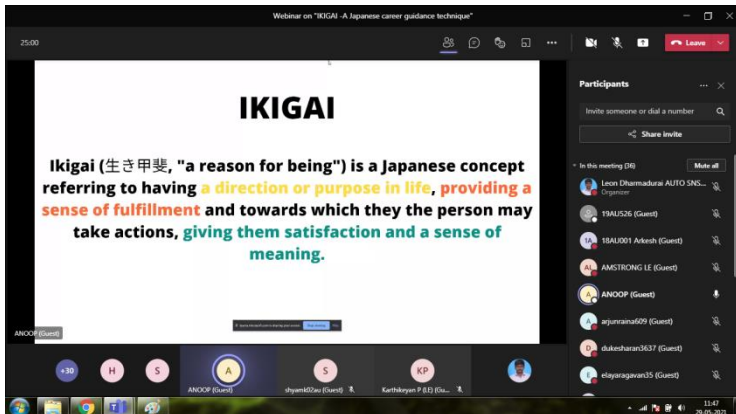 Webinar on "IKIGAI -A Japanese career guidance technique"
25:00
Leave
IKIGAI
Ikigai (生き甲斐, "a reason for being") is a Japanese concept
referring to having a direction or purpose in life, providing a
sense of fulfillment and towards which they the person may
take actions, giving them satisfaction and a sense of
meaning.
ANOOP (Guest)
+30
H
S
A
ANOOP (Guest)
S
shyamk02au (Guest)
KP
Karthikeyan P (LE) (Gu...
Participants
Invite someone or dial a number
Share invite
In this meeting (36)
Mute all
Leon Dharmadurai AUTO SNS...
Organizer
19AU526 (Guest)
1A
18AU001 Arkesh (Guest)
AL
AMSTRONG LE (Guest)
A
ANOOP (Guest)
A
arjunraina609 (Guest)
D
dukesharan3637 (Guest)
E
elayaragavan35 (Guest)
11:47
29-05-2021